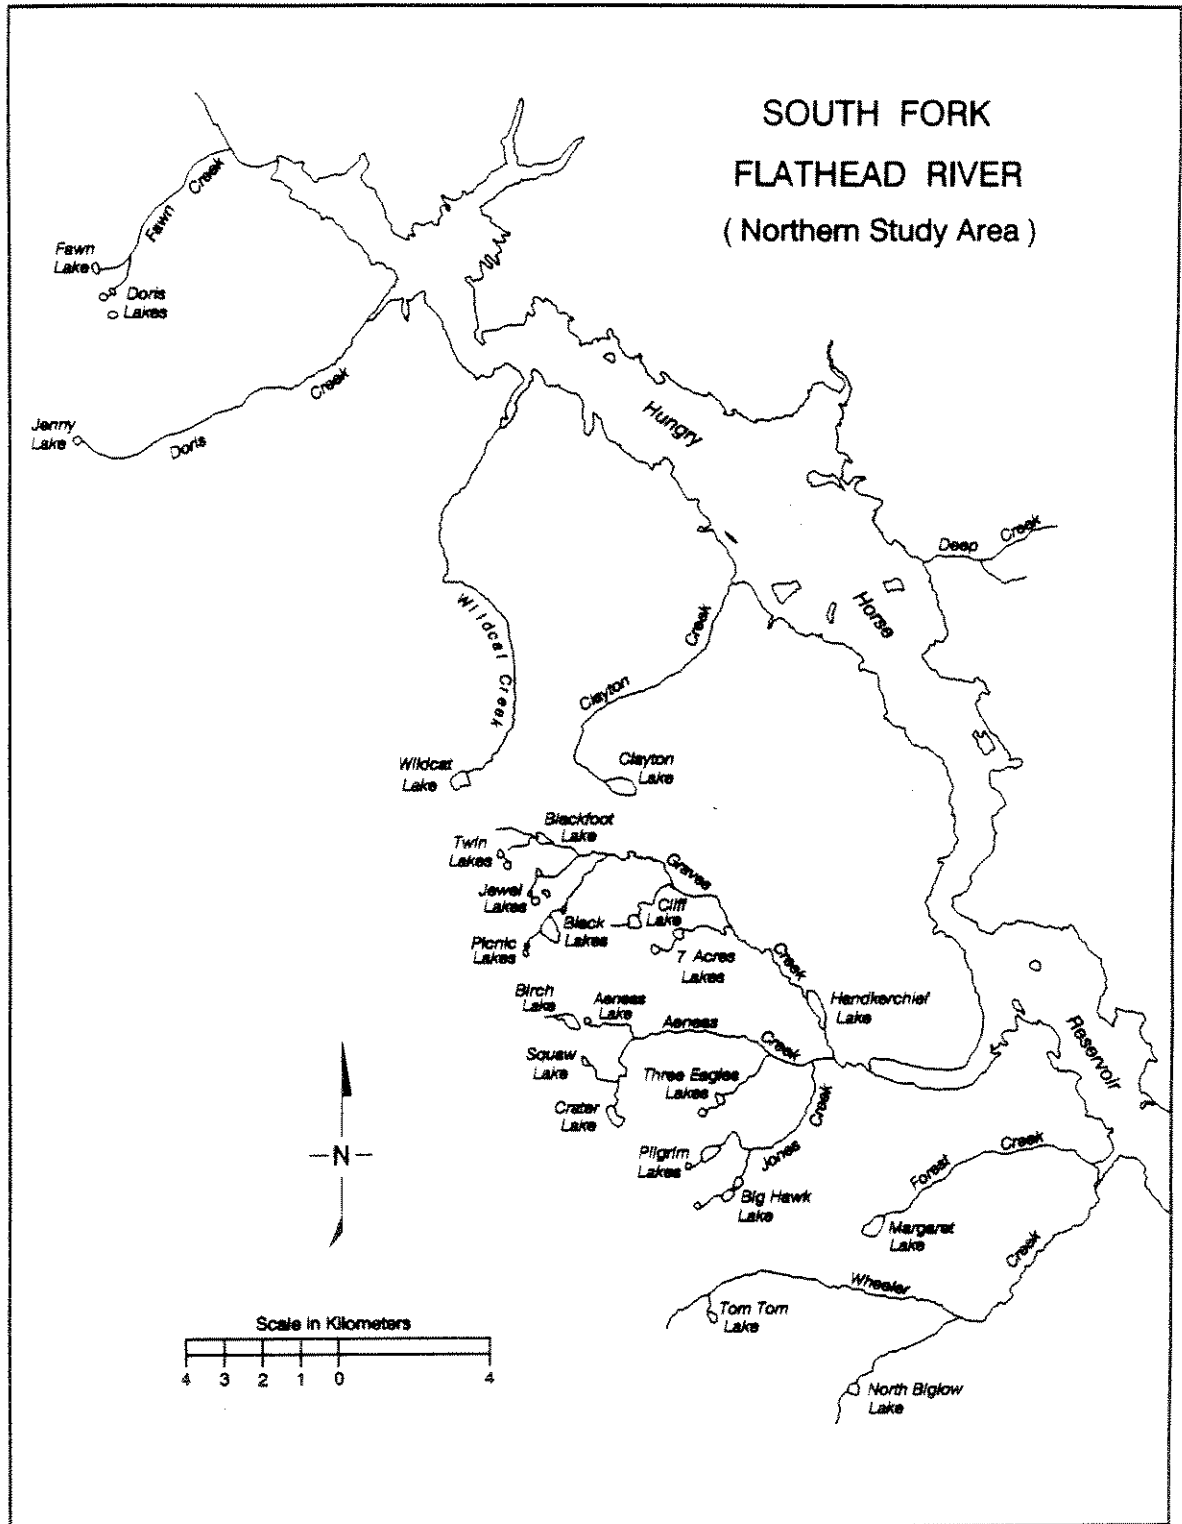 SOUTH FORK
FLATHEAD RIVER
( Northern Study Area )
Fawn Creek
Fawn
Lake
Doris
Lakes
Doris Creek
Jenny
Lake
Hungry
Horse
Reservoir
Deep Creek
Wildcat Creek
Wildcat
Lake
Clayton Creek
Clayton
Lake
Blackfoot
Lake
Twin
Lakes
Jewel
Lakes
Graves Creek
Cliff
Lake
Black
Lakes
Picnic
Lakes
7 Acres
Lakes
Handkerchief
Lake
Birch
Lake
Aeness
Lake
Aeness Creek
Squaw
Lake
Three Eagles
Lakes
Crater
Lake
Jones Creek
Pilgrim
Lakes
Big Hawk
Lake
Forest Creek
Margaret
Lake
Wheeler Creek
Tom Tom
Lake
North Biglow
Lake
N
Scale in Kilometers
4 3 2 1 0 4